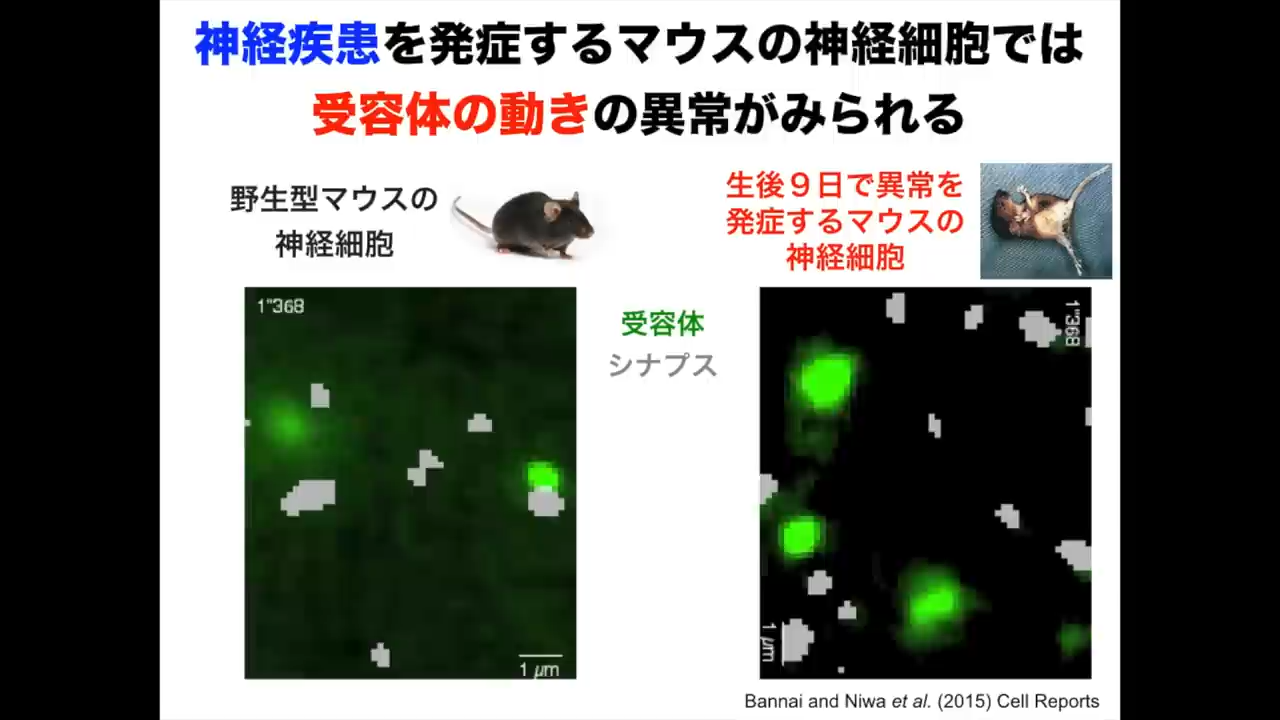 神経疾患を発症するマウスの神経細胞では
受容体の動きの異常がみられる
野生型マウスの
神経細胞
生後９日で異常を
発症するマウスの
神経細胞
1"368
受容体
シナプス
1"368
1 μm
1 μm
Bannai and Niwa et al. (2015) Cell Reports